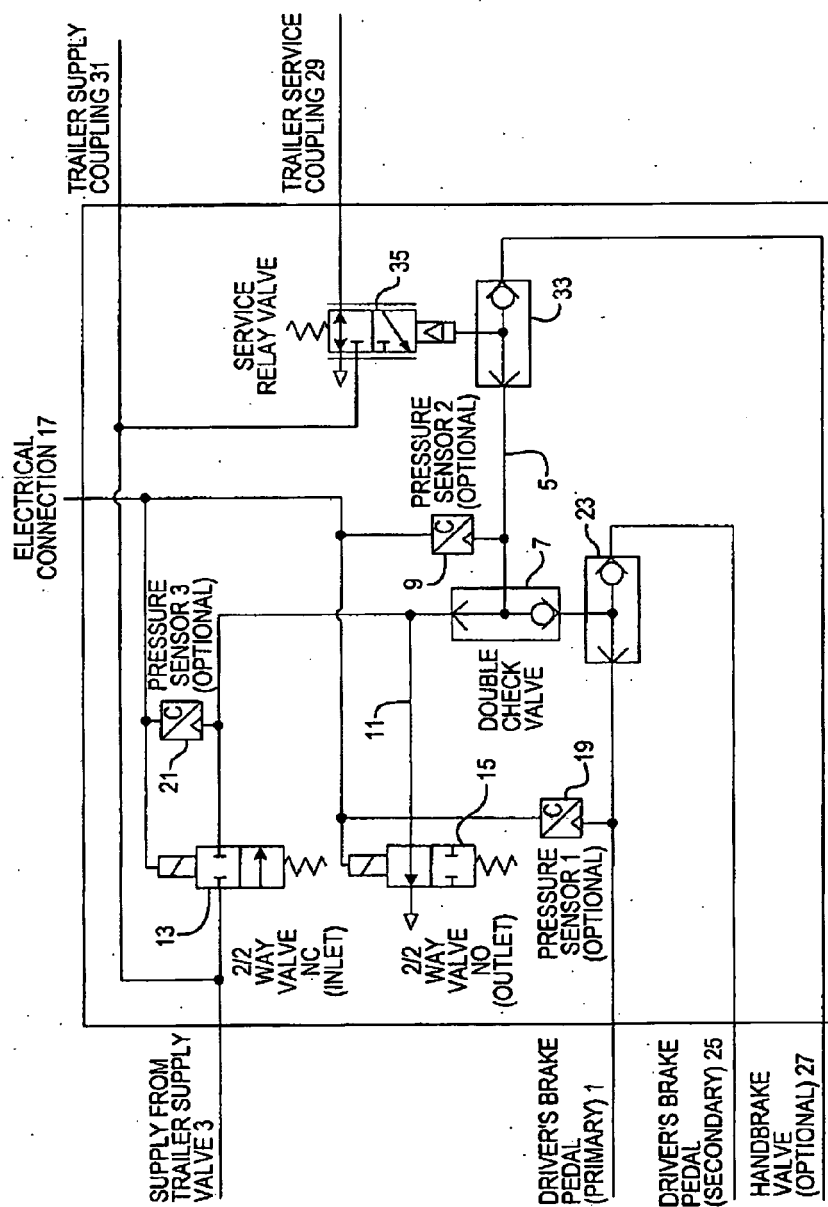 ELECTRICAL
CONNECTION 17
TRAILER SUPPLY
COUPLING 31
TRAILER SERVICE
COUPLING 29
SERVICE
RELAY VALVE
35
33
PRESSURE
SENSOR 2
(OPTIONAL)
9
5
7
23
DOUBLE
CHECK
VALVE
PRESSURE
SENSOR 3
(OPTIONAL)
21
C
C
C
11
13
2/2
WAY
VALVE
NC
(INLET)
15
2/2
WAY
VALVE
NO
(OUTLET)
19
PRESSURE
SENSOR 1
(OPTIONAL)
SUPPLY FROM
TRAILER SUPPLY
VALVE 3
DRIVER'S BRAKE
PEDAL
(PRIMARY) 1
DRIVER'S BRAKE
PEDAL
(SECONDARY) 25
HANDBRAKE
VALVE
(OPTIONAL) 27